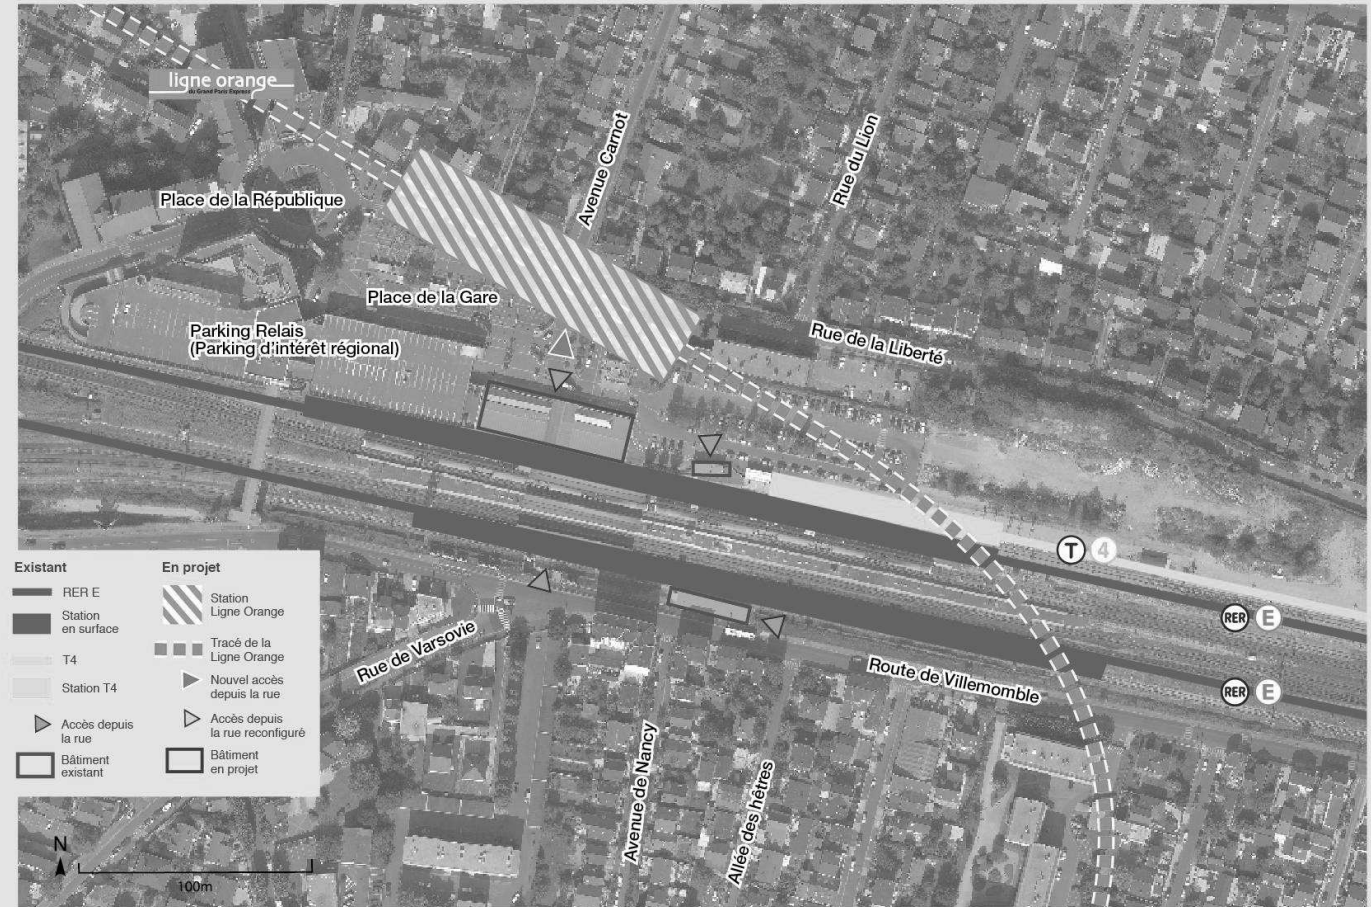 ligne orange
du Grand Paris Express
Avenue Carnot
Rue du Lion
Place de la République
Place de la Gare
Parking Relais
(Parking d'intérêt régional)
Rue de la Liberté
T 4
RER E
RER E
Rue de Varsovie
Route de Villemomble
Avenue de Nancy
Allée des hêtres
Existant
RER E
Station
en surface
T4
Station T4
Accès depuis
la rue
Bâtiment
existant
En projet
Station
Ligne Orange
Tracé de la
Ligne Orange
Nouvel accès
depuis la rue
Accès depuis
la rue reconfiguré
Bâtiment
en projet
N
100m